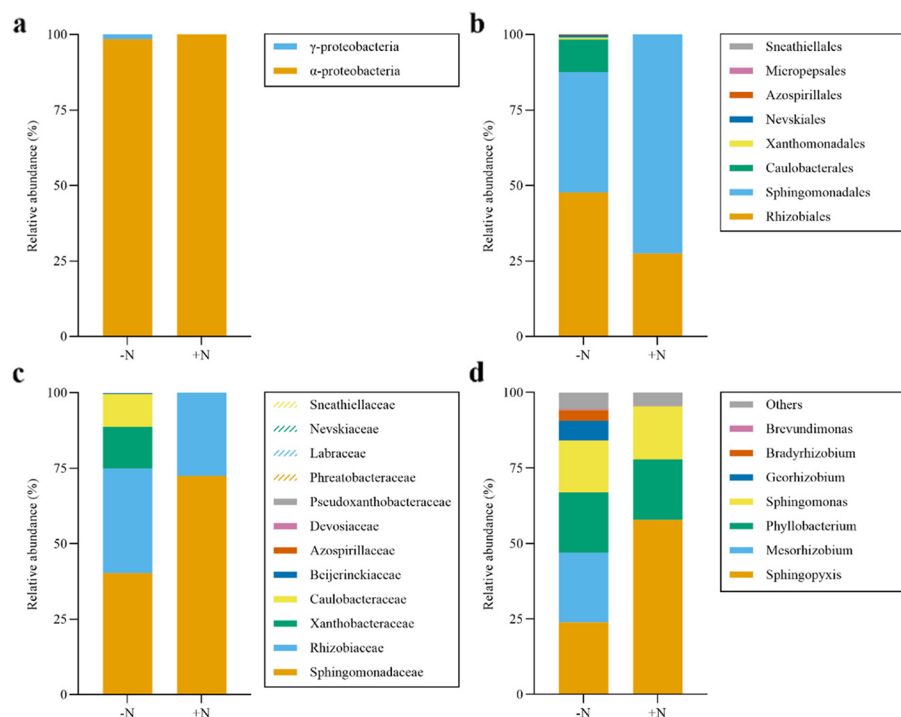 a
Relative abundance (%)
100
75
50
25
0
-N
+N
γ-proteobacteria
α-proteobacteria
b
Relative abundance (%)
100
75
50
25
0
-N
+N
Sneathiellales
Micropepsales
Azospirillales
Nevskiales
Xanthomonadales
Caulobacterales
Sphingomonadales
Rhizobiales
c
Relative abundance (%)
100
75
50
25
0
-N
+N
Sneathiellaceae
Nevskiaceae
Labraceae
Phreatobacteraceae
Pseudoxanthobacteraceae
Devosiaceae
Azospirillaceae
Beijerinckiaceae
Caulobacteraceae
Xanthobacteraceae
Rhizobiaceae
Sphingomonadaceae
d
Relative abundance (%)
100
75
50
25
0
-N
+N
Others
Brevundimonas
Bradyrhizobium
Georhizobium
Sphingomonas
Phyllobacterium
Mesorhizobium
Sphingopyxis